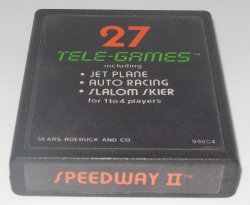 27
TELE-GAMES™
including
• JET PLANE
• AUTO RACING
• SLALOM SKIER
for 1 to 4 players
SEARS, ROEBUCK AND CO 99804
SPEEDWAY II™